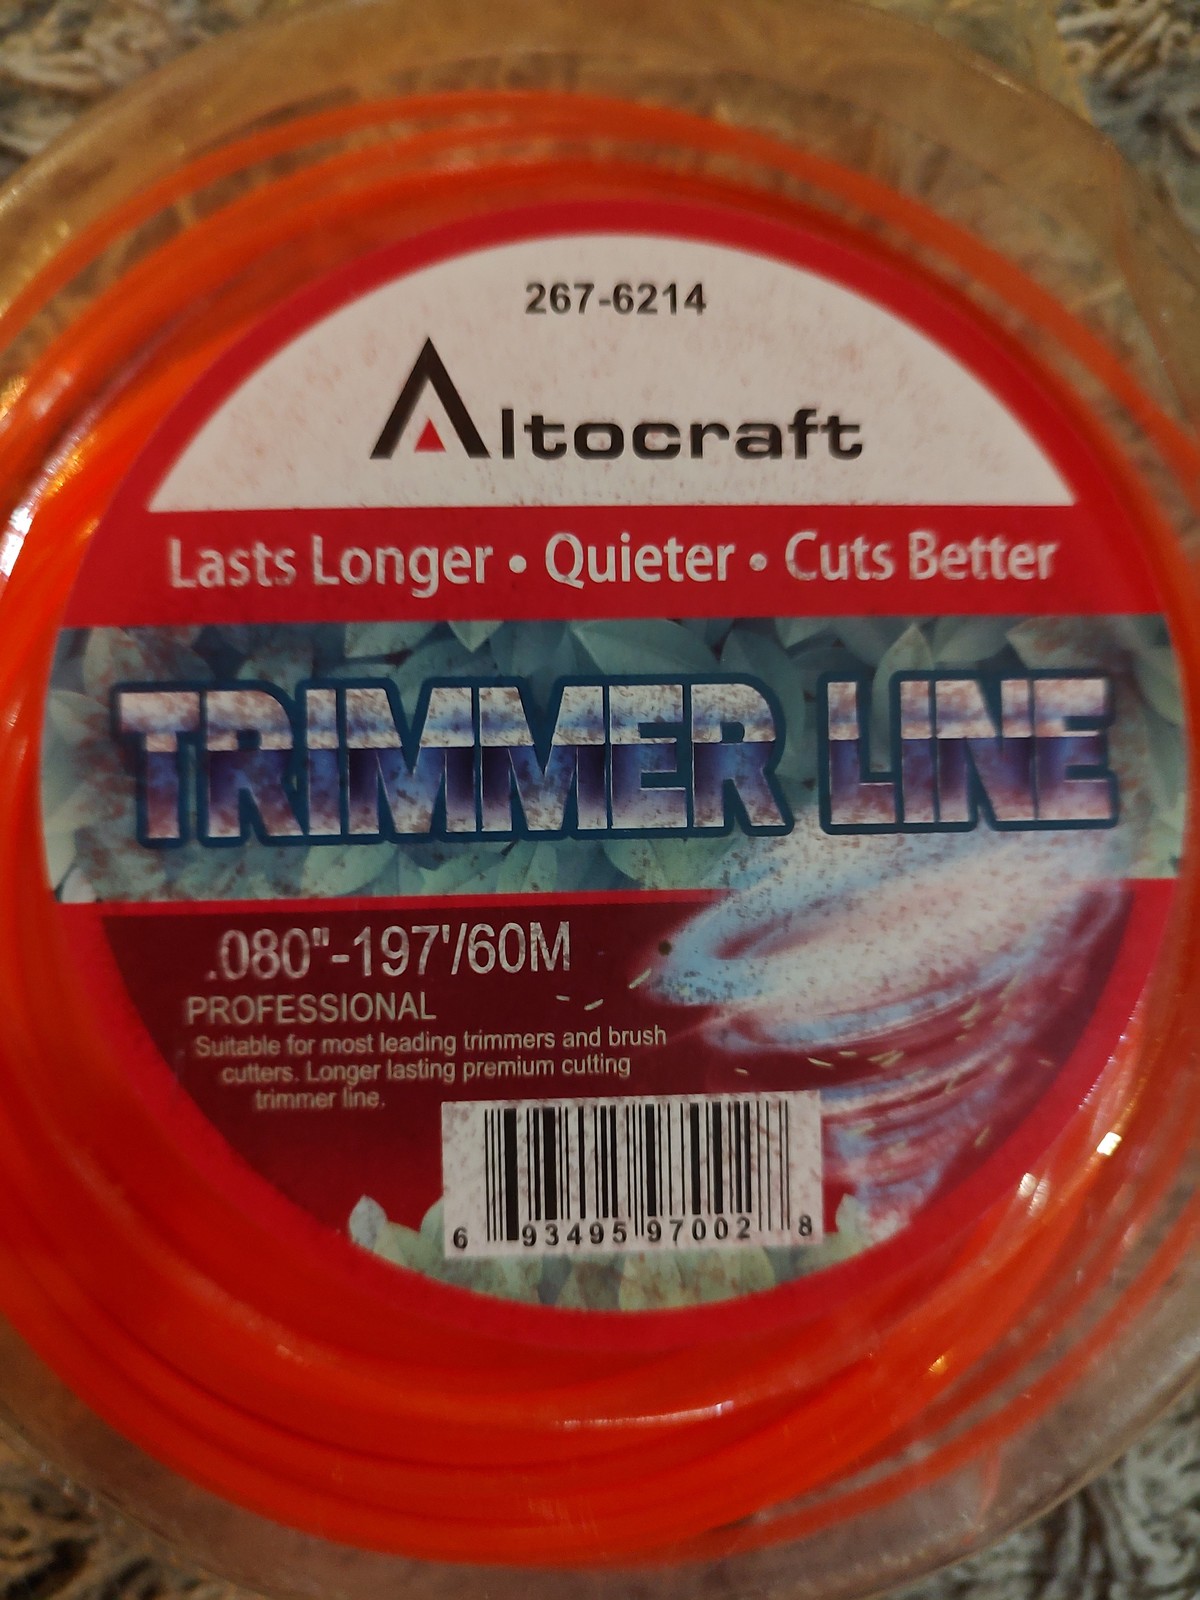 267-6214
Altocraft
Lasts Longer • Quieter • Cuts Better
TRIMMER LINE
.080"-197'/60M
PROFESSIONAL
Suitable for most leading trimmers and brush
cutters. Longer lasting premium cutting
trimmer line.
6 93495 97002 8